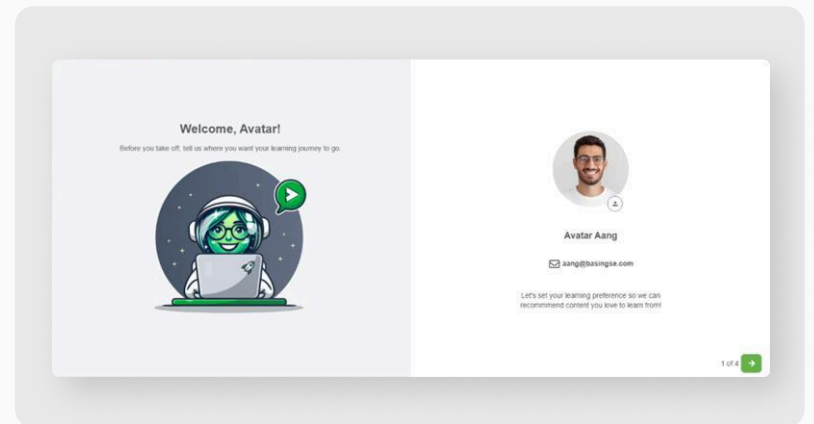 Welcome, Avatar!
Before you take off, tell us where you want your learning journey to go
Avatar Aang
aang@basingse.com
Let's set your learning preference so we can
recommmend content you love to learn from!
1 of 4